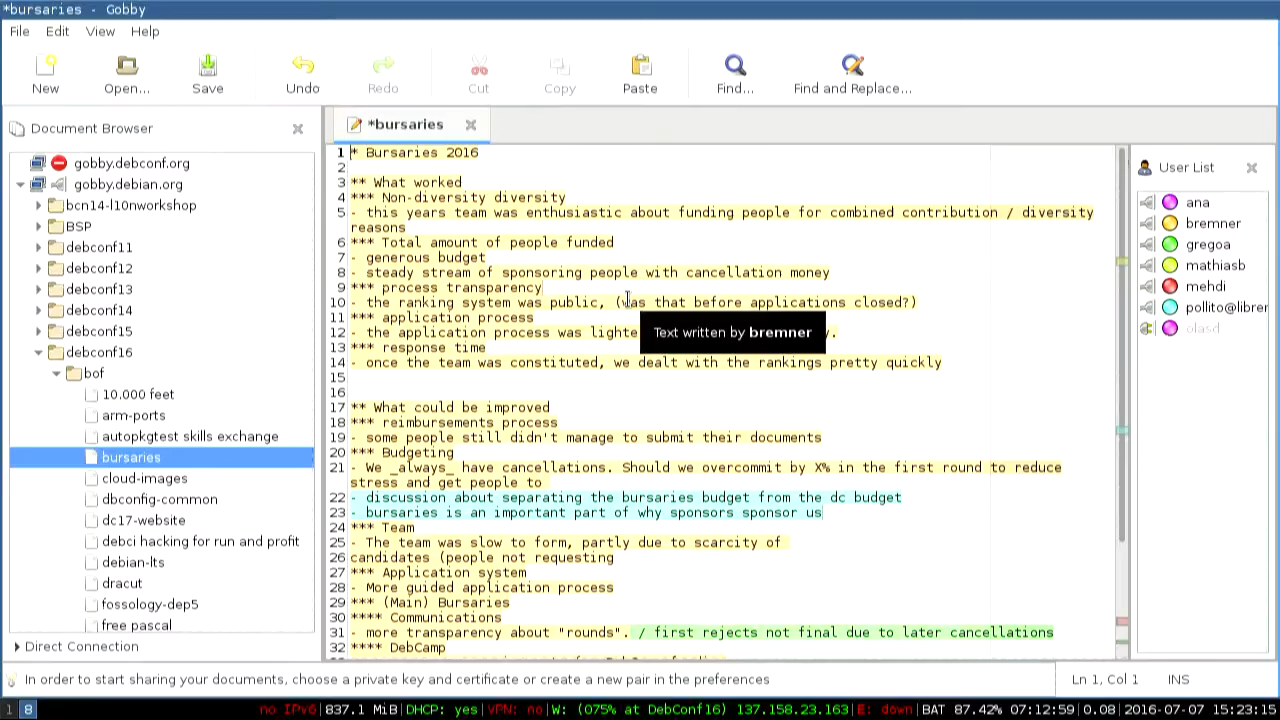 *bursaries - Gobby
File Edit View Help
New Open... Save Undo Redo Cut Copy Paste Find... Find and Replace...
Document Browser
gobby.debconf.org
gobby.debian.org
bcn14-l10nworkshop
BSP
debconf11
debconf12
debconf13
debconf14
debconf15
debconf16
bof
10.000 feet
arm-ports
autopkgtest skills exchange
bursaries
cloud-images
dbconfig-common
dc17-website
debci hacking for run and profit
debian-lts
dracut
fossology-dep5
free pascal
Direct Connection
*bursaries
1 * Bursaries 2016
2
3 ** What worked
4 *** Non-diversity diversity
5 - this years team was enthusiastic about funding people for combined contribution / diversity
reasons
6 *** Total amount of people funded
7 - generous budget
8 - steady stream of sponsoring people with cancellation money
9 *** process transparency
10 - the ranking system was public, (was that before applications closed?)
11 *** application process
12 - the application process was lighte
Text written by bremner
13 *** response time
14 - once the team was constituted, we dealt with the rankings pretty quickly
15
16
17 ** What could be improved
18 *** reimbursements process
19 - some people still didn't manage to submit their documents
20 *** Budgeting
21 - We _always_ have cancellations. Should we overcommit by X% in the first round to reduce
stress and get people to
22 - discussion about separating the bursaries budget from the dc budget
23 - bursaries is an important part of why sponsors sponsor us
24 *** Team
25 - The team was slow to form, partly due to scarcity of
26 candidates (people not requesting
27 *** Application system
28 - More guided application process
29 *** (Main) Bursaries
30 **** Communications
31 - more transparency about "rounds". / first rejects not final due to later cancellations
32 **** DebCamp
User List
ana
bremner
gregoa
mathiasb
mehdi
pollito@librer
olasd
In order to start sharing your documents, choose a private key and certificate or create a new pair in the preferences
Ln 1, Col 1 INS
1 8 no IPv6|837.1 MiB|DHCP: yes|VPN: no|W: (075% at DebConf16) 137.158.23.163|E: down|BAT 87.42% 07:12:59|0.08|2016-07-07 15:23:15